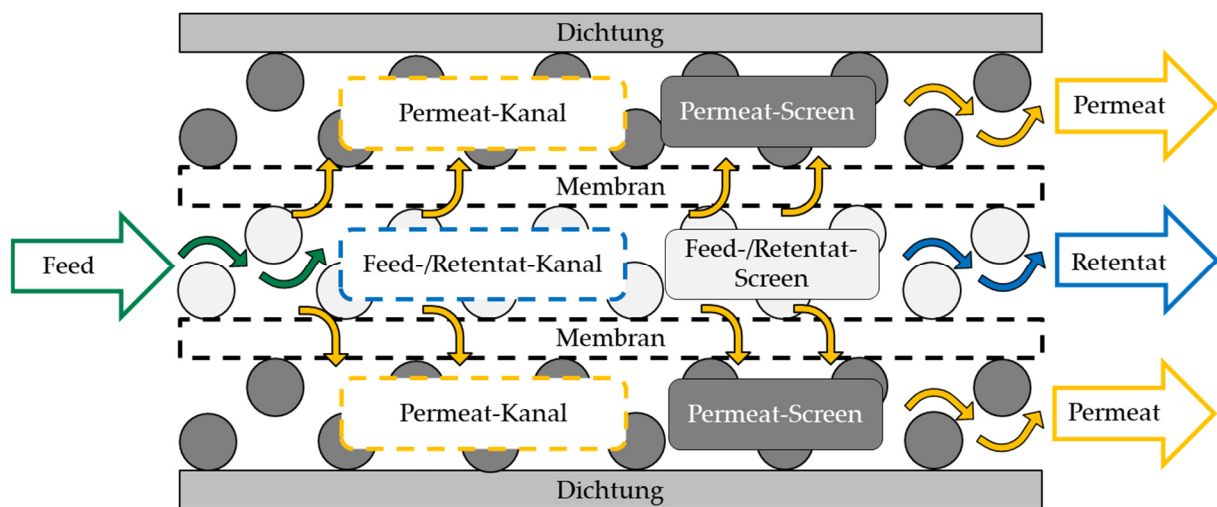 Dichtung
Permeat-Kanal
Permeat-Screen
Permeat
Membran
Feed
Feed-/Retentat-Kanal
Feed-/Retentat-
Screen
Retentat
Membran
Permeat-Kanal
Permeat-Screen
Permeat
Dichtung